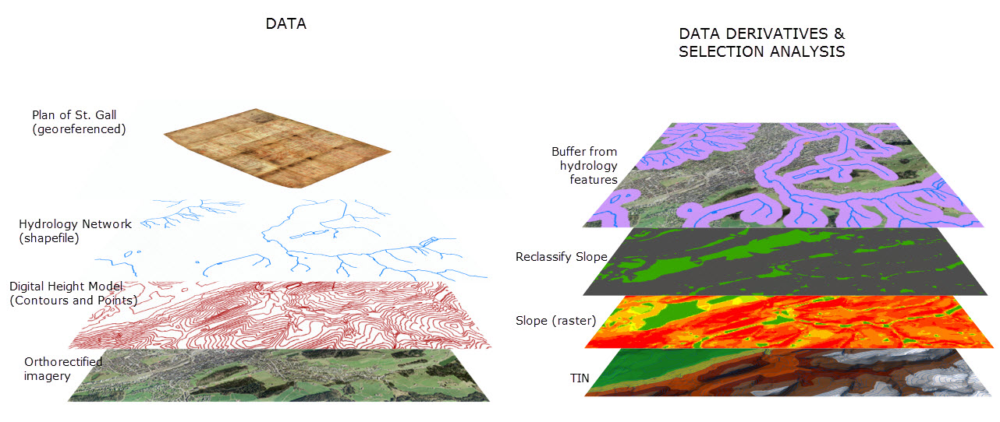 DATA
Plan of St. Gall
(georeferenced)
Hydrology Network
(shapefile)
Digital Height Model
(Contours and Points)
Orthorectified
imagery
DATA DERIVATIVES &
SELECTION ANALYSIS
Buffer from
hydrology
features
Reclassify Slope
Slope (raster)
TIN